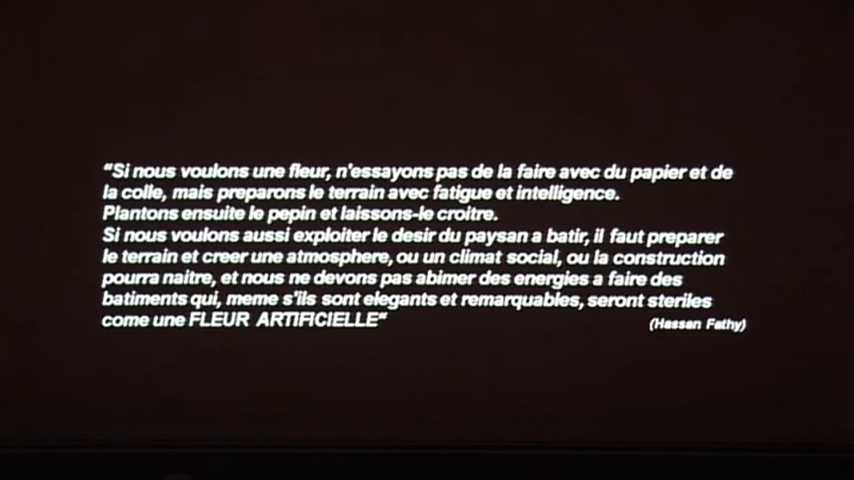 “Si nous voulons une fleur, n'essayons pas de la faire avec du papier et de
la colle, mais preparons le terrain avec fatigue et intelligence.
Plantons ensuite le pepin et laissons-le croitre.
Si nous voulons aussi exploiter le desir du paysan a batir, il faut preparer
le terrain et creer une atmosphere, ou un climat social, ou la construction
pourra naitre, et nous ne devons pas abimer des energies a faire des
batiments qui, meme s'ils sont elegants et remarquables, seront steriles
come une FLEUR ARTIFICIELLE“ (Hassan Fathy)